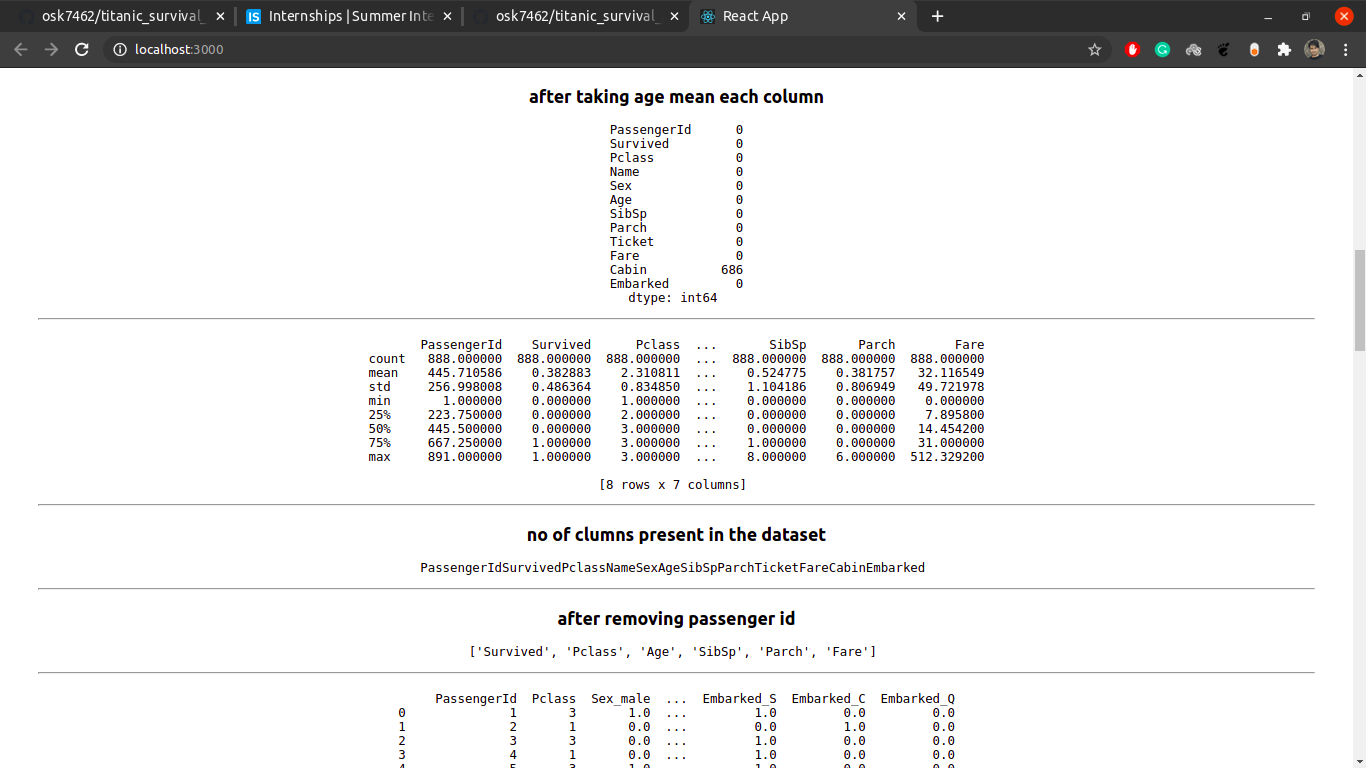 osk7462/titanic_survival_
Internships | Summer Inte
osk7462/titanic_survival_
React App
localhost:3000
after taking age mean each column
PassengerId 0
Survived 0
Pclass 0
Name 0
Sex 0
Age 0
SibSp 0
Parch 0
Ticket 0
Fare 0
Cabin 686
Embarked 0
dtype: int64
PassengerId Survived Pclass ... SibSp Parch Fare
count 888.000000 888.000000 888.000000 ... 888.000000 888.000000 888.000000
mean 445.710586 0.382883 2.310811 ... 0.524775 0.381757 32.116549
std 256.998008 0.486364 0.834850 ... 1.104186 0.806949 49.721978
min 1.000000 0.000000 1.000000 ... 0.000000 0.000000 0.000000
25% 223.750000 0.000000 2.000000 ... 0.000000 0.000000 7.895800
50% 445.500000 0.000000 3.000000 ... 0.000000 0.000000 14.454200
75% 667.250000 1.000000 3.000000 ... 1.000000 0.000000 31.000000
max 891.000000 1.000000 3.000000 ... 8.000000 6.000000 512.329200
[8 rows x 7 columns]
no of clumns present in the dataset
PassengerIdSurvivedPclassNameSexAgeSibSpParchTicketFareCabinEmbarked
after removing passenger id
['Survived', 'Pclass', 'Age', 'SibSp', 'Parch', 'Fare']
PassengerId Pclass Sex_male ... Embarked_S Embarked_C Embarked_Q
0 1 3 1.0 ... 1.0 0.0 0.0
1 2 1 0.0 ... 0.0 1.0 0.0
2 3 3 0.0 ... 1.0 0.0 0.0
3 4 1 0.0 ... 1.0 0.0 0.0